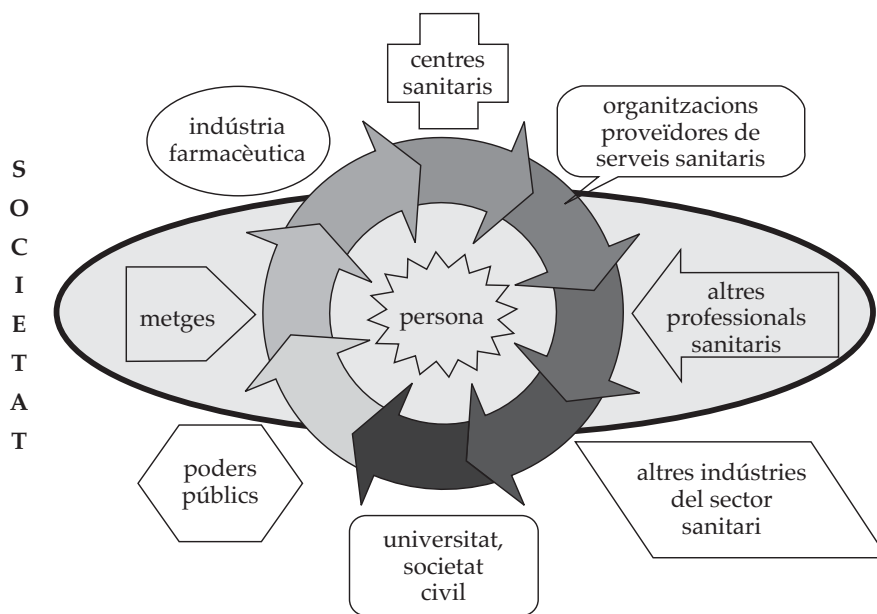 centres
sanitaris
indústria
farmacèutica
organitzacions
proveïdores de
serveis sanitaris
SOCIETAT
metges
persona
altres
professionals
sanitaris
poders
públics
universitat,
societat
civil
altres indústries
del sector
sanitari